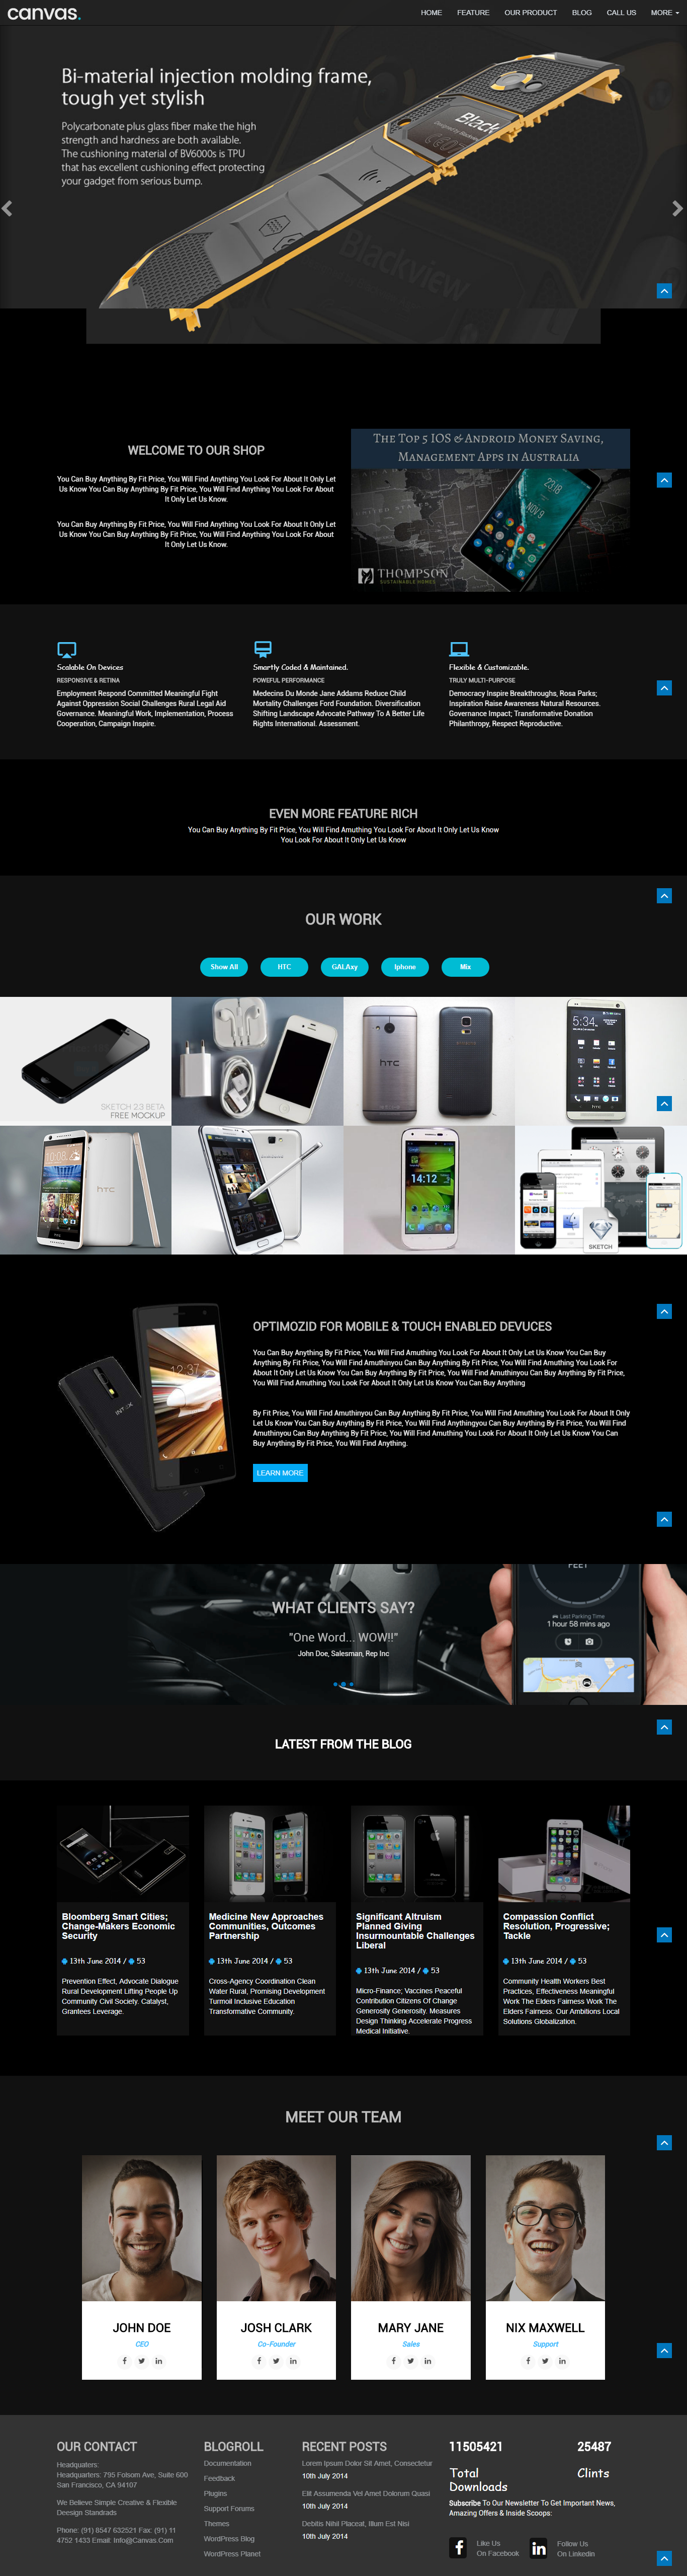 canvas.
HOME FEATURE OUR PRODUCT BLOG CALL US MORE
Bi-material injection molding frame,
tough yet stylish
Polycarbonate plus glass fiber make the high
strength and hardness are both available.
The cushioning material of BV6000s is TPU
that has excellent cushioning effect protecting
your gadget from serious bump.
Black
Blackview
WELCOME TO OUR SHOP
You Can Buy Anything By Fit Price, You Will Find Anything You Look For About It Only Let
Us Know You Can Buy Anything By Fit Price, You Will Find Anything You Look For About
It Only Let Us Know.
You Can Buy Anything By Fit Price, You Will Find Anything You Look For About It Only Let
Us Know You Can Buy Anything By Fit Price, You Will Find Anything You Look For About
It Only Let Us Know.
The Top 5 IOS & Android Money Saving,
Management Apps in Australia
23:18
NOV 9
THOMPSON
SUSTAINABLE HOMES
Scalable On Devices
RESPONSIVE & RETINA
Employment Respond Committed Meaningful Fight
Against Oppression Social Challenges Rural Legal Aid
Governance. Meaningful Work, Implementation, Process
Cooperation, Campaign Inspire.
Smartly Coded & Maintained.
POWEFUL PERFORMANCE
Medecins Du Monde Jane Addams Reduce Child
Mortality Challenges Ford Foundation. Diversification
Shifting Landscape Advocate Pathway To A Better Life
Rights International. Assessment.
Flexible & Customizable.
TRULY MULTI-PURPOSE
Democracy Inspire Breakthroughs, Rosa Parks;
Inspiration Raise Awareness Natural Resources.
Governance Impact; Transformative Donation
Philanthropy, Respect Reproductive.
EVEN MORE FEATURE RICH
You Can Buy Anything By Fit Price, You Will Find Amuthing You Look For About It Only Let Us Know
You Look For About It Only Let Us Know
OUR WORK
Show All HTC GALAxy Iphone Mix
SKETCH 2.3 BETA
FREE MOCKUP
hTC
5:34
10:08
hTC
14:12
SKETCH
12:37
INTEX
OPTIMOZID FOR MOBILE & TOUCH ENABLED DEVUCES
You Can Buy Anything By Fit Price, You Will Find Amuthing You Look For About It Only Let Us Know You Can Buy
Anything By Fit Price, You Will Find Amuthinyou Can Buy Anything By Fit Price, You Will Find Amuthing You Look For
About It Only Let Us Know You Can Buy Anything By Fit Price, You Will Find Amuthinyou Can Buy Anything By Fit Price,
You Will Find Amuthing You Look For About It Only Let Us Know You Can Buy Anything
By Fit Price, You Will Find Amuthinyou Can Buy Anything By Fit Price, You Will Find Amuthing You Look For About It Only
Let Us Know You Can Buy Anything By Fit Price, You Will Find Anythingyou Can Buy Anything By Fit Price, You Will Find
Amuthinyou Can Buy Anything By Fit Price, You Will Find Amuthing You Look For About It Only Let Us Know You Can
Buy Anything By Fit Price, You Will Find Anything.
LEARN MORE
WHAT CLIENTS SAY?
"One Word... WOW!!"
John Doe, Salesman, Rep Inc
FEET
Last Parking Time
1 hour 58 mins ago
LATEST FROM THE BLOG
Bloomberg Smart Cities;
Change-Makers Economic
Security
13th June 2014 / 53
Prevention Effect, Advocate Dialogue
Rural Development Lifting People Up
Community Civil Society. Catalyst,
Grantees Leverage.
Medicine New Approaches
Communities, Outcomes
Partnership
13th June 2014 / 53
Cross-Agency Coordination Clean
Water Rural, Promising Development
Turmoil Inclusive Education
Transformative Community.
Significant Altruism
Planned Giving
Insurmountable Challenges
Liberal
13th June 2014 / 53
Micro-Finance; Vaccines Peaceful
Contribution Citizens Of Change
Generosity Generosity. Measures
Design Thinking Accelerate Progress
Medical Initiative.
Compassion Conflict
Resolution, Progressive;
Tackle
13th June 2014 / 53
Community Health Workers Best
Practices, Effectiveness Meaningful
Work The Elders Fairness Work The
Elders Fairness. Our Ambitions Local
Solutions Globalization.
MEET OUR TEAM
JOHN DOE
CEO
JOSH CLARK
Co-Founder
MARY JANE
Sales
NIX MAXWELL
Support
OUR CONTACT
Headquaters:
Headquarters: 795 Folsom Ave, Suite 600
San Francisco, CA 94107
We Believe Simple Creative & Flexible
Deesign Standrads
Phone: (91) 8547 632521 Fax: (91) 11
4752 1433 Email: Info@Canvas.Com
BLOGROLL
Documentation
Feedback
Plugins
Support Forums
Themes
WordPress Blog
WordPress Planet
RECENT POSTS
Lorem Ipsum Dolor Sit Amet, Consectetur
10th July 2014
Elit Assumenda Vel Amet Dolorum Quasi
10th July 2014
Debitis Nihil Placeat, Illum Est Nisi
10th July 2014
11505421
Total
Downloads
25487
Clints
Subscribe To Our Newsletter To Get Important News,
Amazing Offers & Inside Scoops:
Like Us
On Facebook
Follow Us
On Linkedin